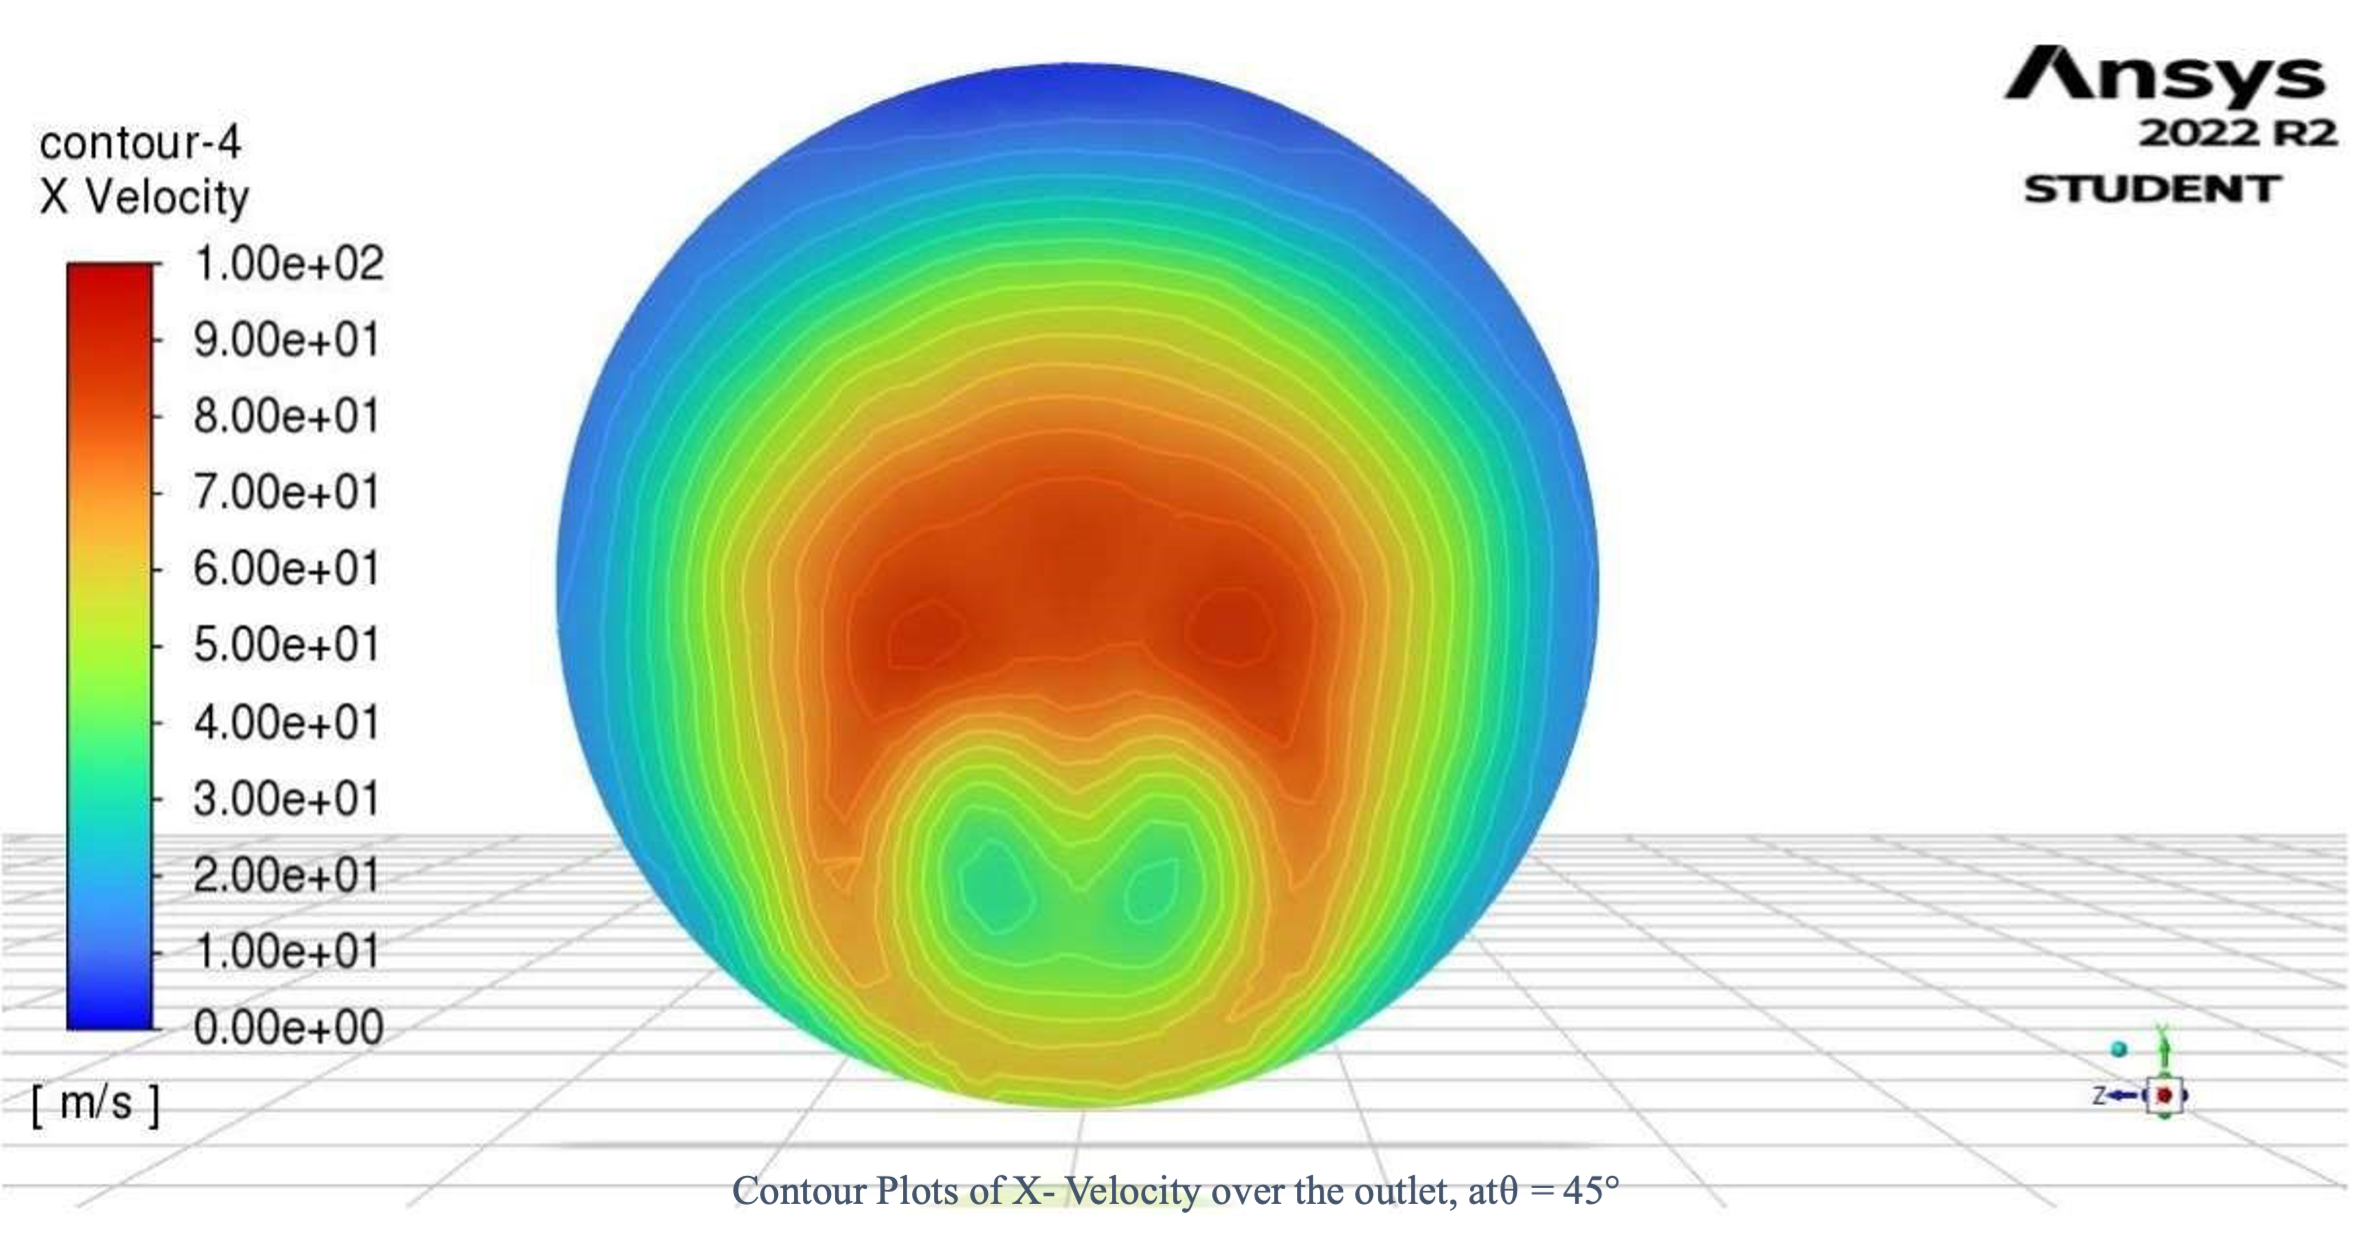 contour-4
X Velocity
1.00e+02
9.00e+01
8.00e+01
7.00e+01
6.00e+01
5.00e+01
4.00e+01
3.00e+01
2.00e+01
1.00e+01
0.00e+00
[ m/s ]
Ansys
2022 R2
STUDENT
Y
Z
Contour Plots of X- Velocity over the outlet, atθ = 45°